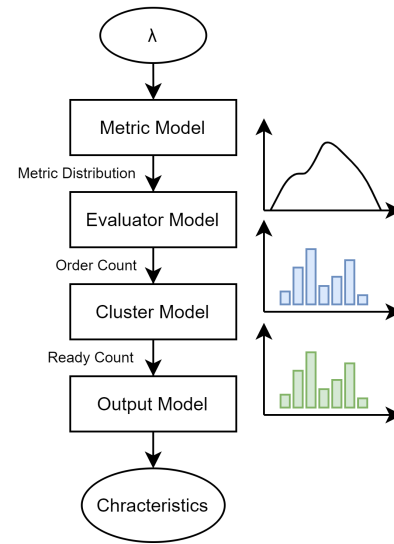 λ
Metric Model
Metric Distribution
Evaluator Model
Order Count
Cluster Model
Ready Count
Output Model
Chracteristics